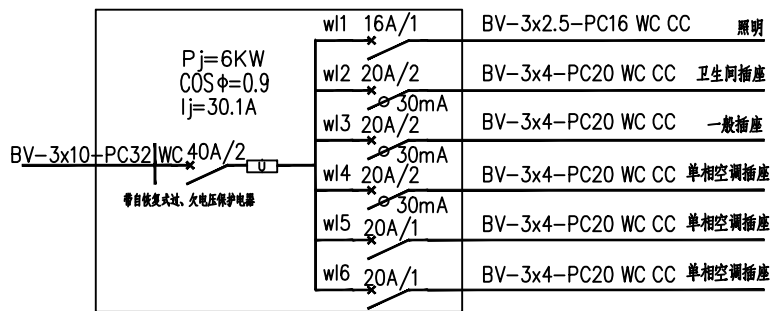 wl1 16A/1 BV-3x2.5-PC16 WC CC 照明
Pj=6KW
COSφ=0.9
Ij=30.1A
wl2 20A/2 BV-3x4-PC20 WC CC 卫生间插座
30mA
wl3 20A/2 BV-3x4-PC20 WC CC 一般插座
30mA
BV-3x10-PC32 WC 40A/2 U
带自恢复式过、欠电压保护电器
wl4 20A/2 BV-3x4-PC20 WC CC 单相空调插座
30mA
wl5 20A/1 BV-3x4-PC20 WC CC 单相空调插座
wl6 20A/1 BV-3x4-PC20 WC CC 单相空调插座